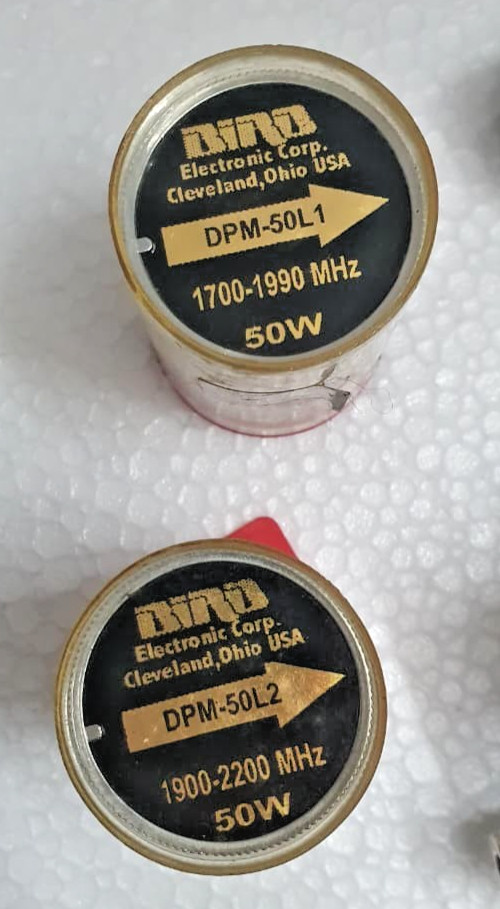 BIRD
Electronic Corp.
Cleveland,Ohio USA
DPM-50L1
1700-1990 MHz
50W
BIRD
Electronic Corp.
Cleveland,Ohio USA
DPM-50L2
1900-2200 MHz
50W